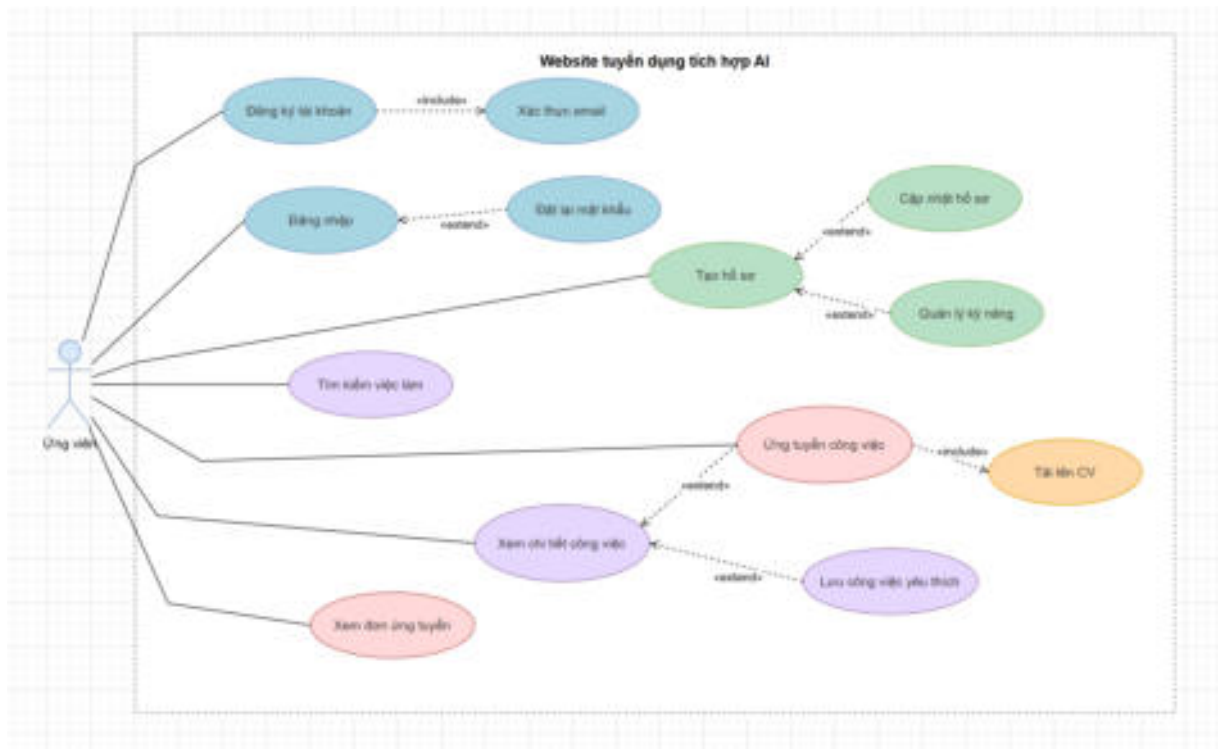 Website tuyển dụng tích hợp AI
Đăng ký tài khoản
«include»
Xác thực email
Đăng nhập
«extend»
Đặt lại mật khẩu
Cập nhật hồ sơ
«extend»
Tạo hồ sơ
«extend»
Quản lý kỹ năng
Tìm kiếm việc làm
Ứng viên
Ứng tuyển công việc
«include»
Tải lên CV
«extend»
Xem chi tiết công việc
«extend»
Lưu công việc yêu thích
Xem đơn ứng tuyển